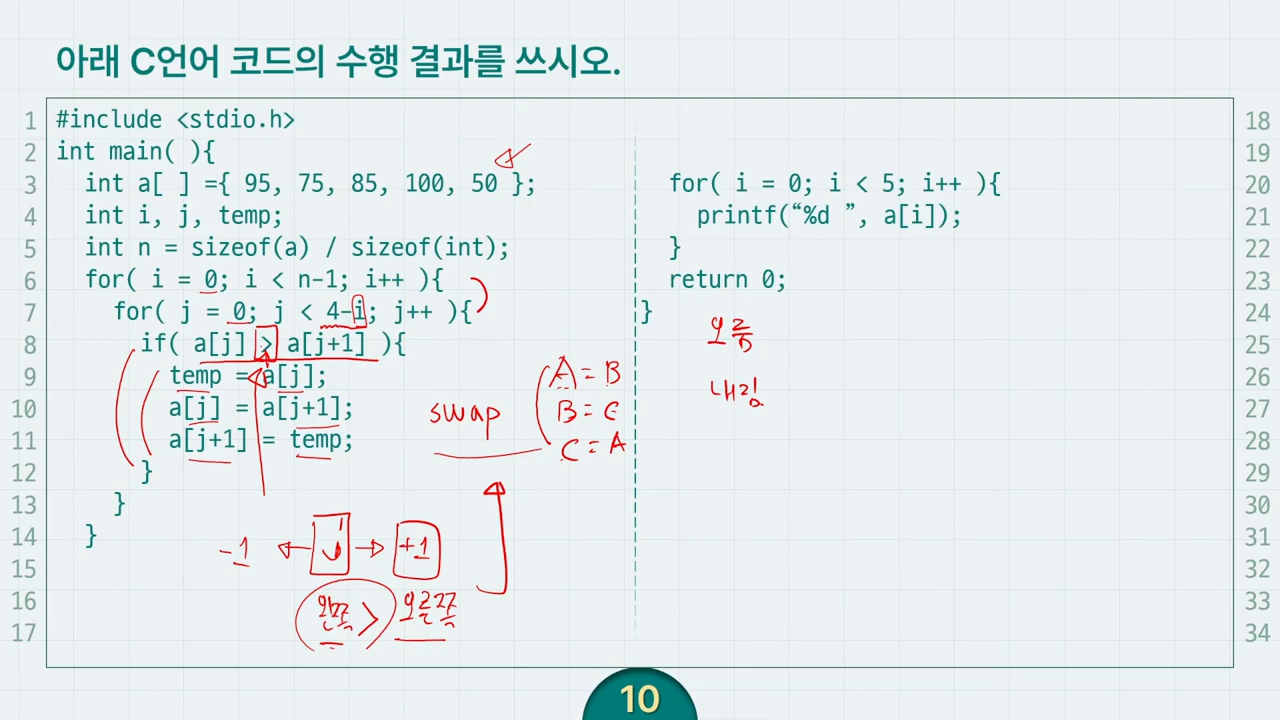 아래 C언어 코드의 수행 결과를 쓰시오.
1 #include <stdio.h>
2 int main( ){
3 int a[ ] ={ 95, 75, 85, 100, 50 };
4 int i, j, temp;
5 int n = sizeof(a) / sizeof(int);
6 for( i = 0; i < n-1; i++ ){
7 for( j = 0; j < 4-i; j++ ){
8 if( a[j] > a[j+1] ){
9 temp = a[j];
10 a[j] = a[j+1];
11 a[j+1] = temp;
12 }
13 }
14 }
15
16
17
swap
A = B
B = C
C = A
-1 j +1
왼쪽 > 오른쪽
18
19
20 for( i = 0; i < 5; i++ ){
21 printf(“%d ”, a[i]);
22 }
23 return 0;
24 }
25 오름
26
27 내림
28
29
30
31
32
33
34
10